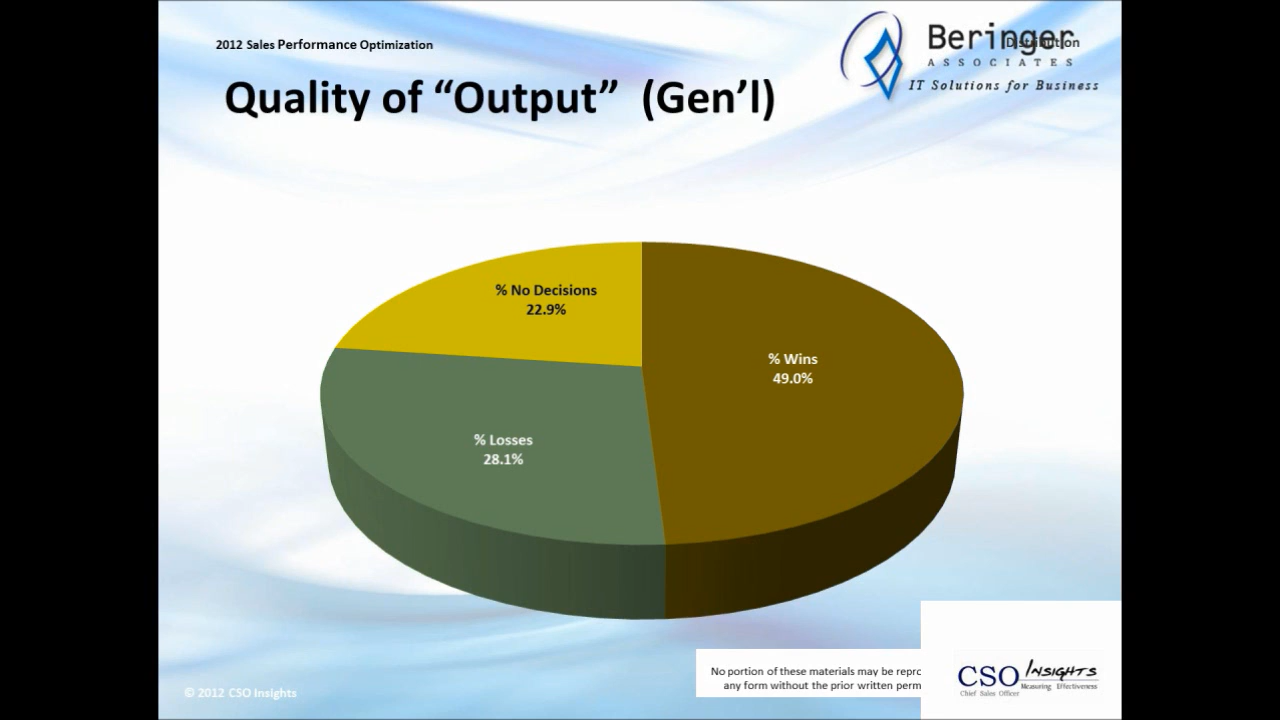 2012 Sales Performance Optimization
Beringer
Distribution
ASSOCIATES
IT Solutions for Business
Quality of “Output” (Gen’l)
% No Decisions
22.9%
% Wins
49.0%
% Losses
28.1%
No portion of these materials may be repro
any form without the prior written perm
CSO INSIGHTS
Chief Sales Officer Measuring Effectiveness
© 2012 CSO Insights